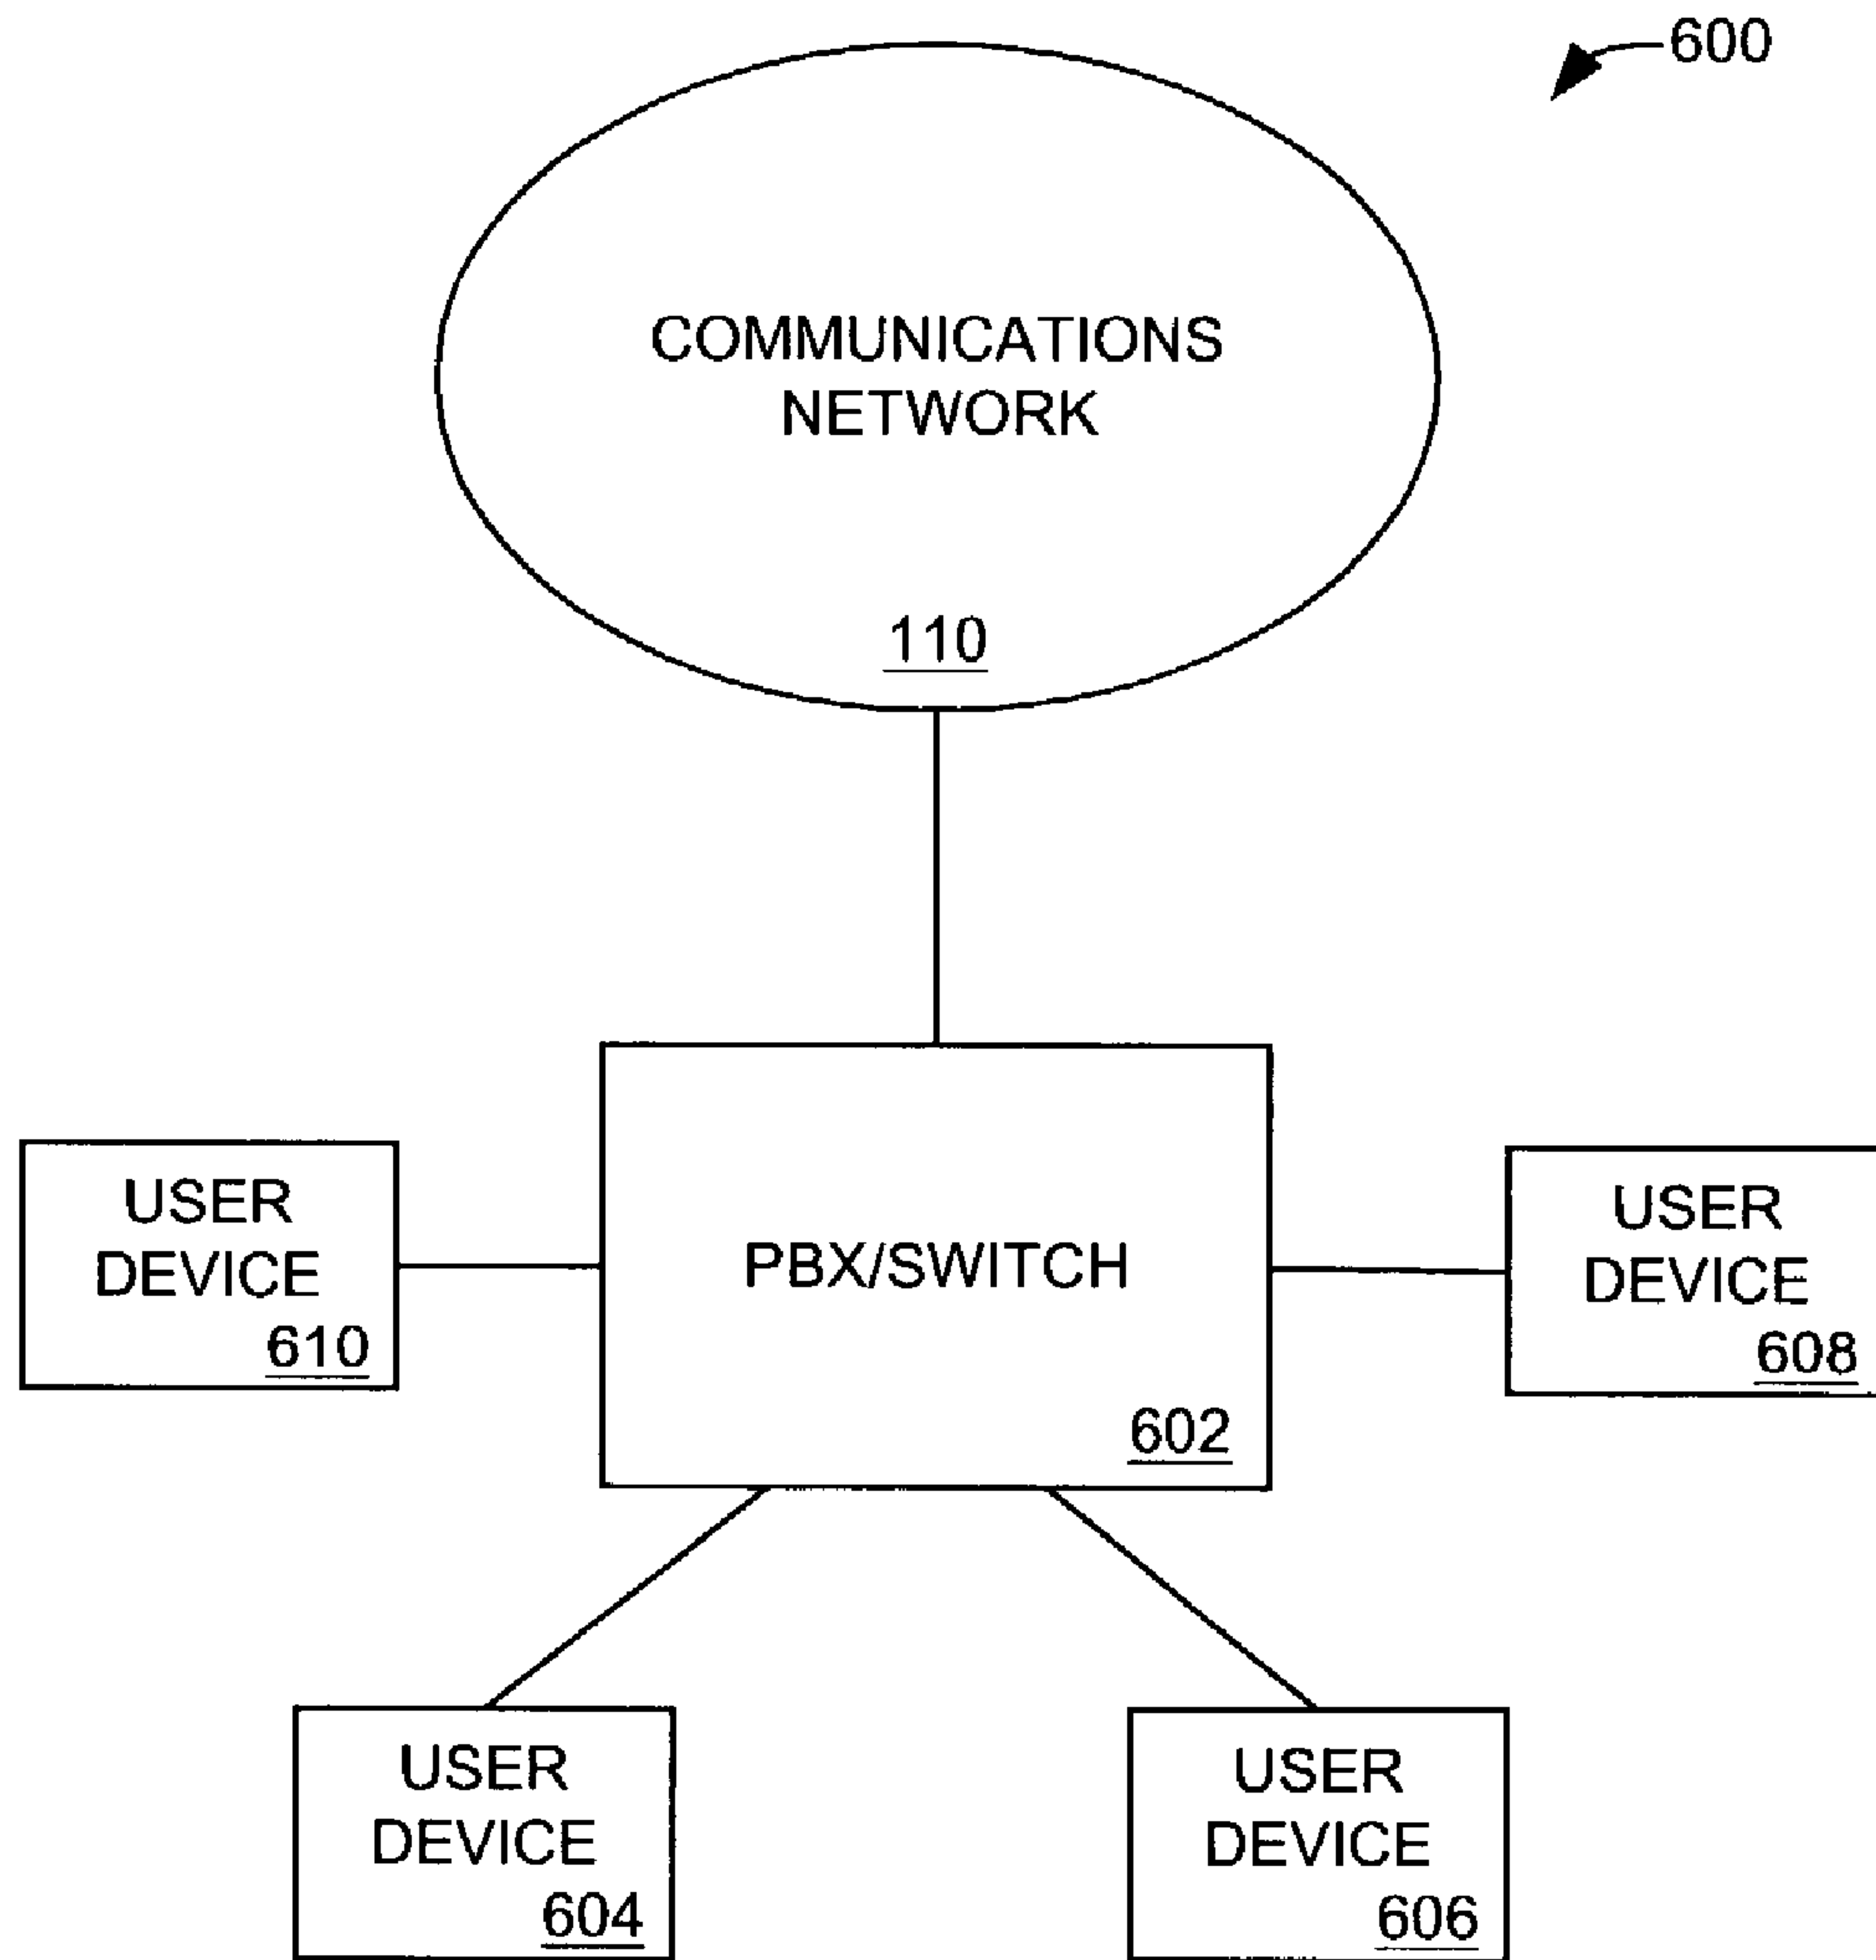 600
COMMUNICATIONS
NETWORK
110
USER
DEVICE
610
PBX/SWITCH
602
USER
DEVICE
608
USER
DEVICE
604
USER
DEVICE
606